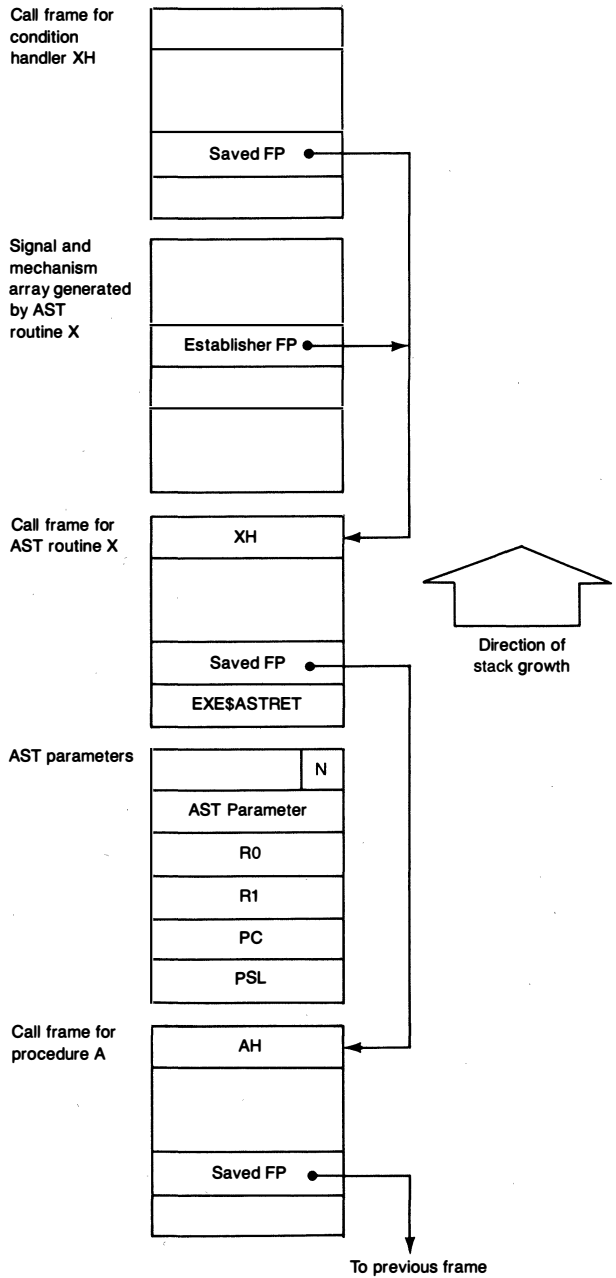 Call frame for
condition
handler XH
Saved FP
Signal and
mechanism
array generated
by AST
routine X
Establisher FP
Call frame for
AST routine X
XH
Saved FP
EXE$ASTRET
Direction of
stack growth
AST parameters
N
AST Parameter
R0
R1
PC
PSL
Call frame for
procedure A
AH
Saved FP
To previous frame